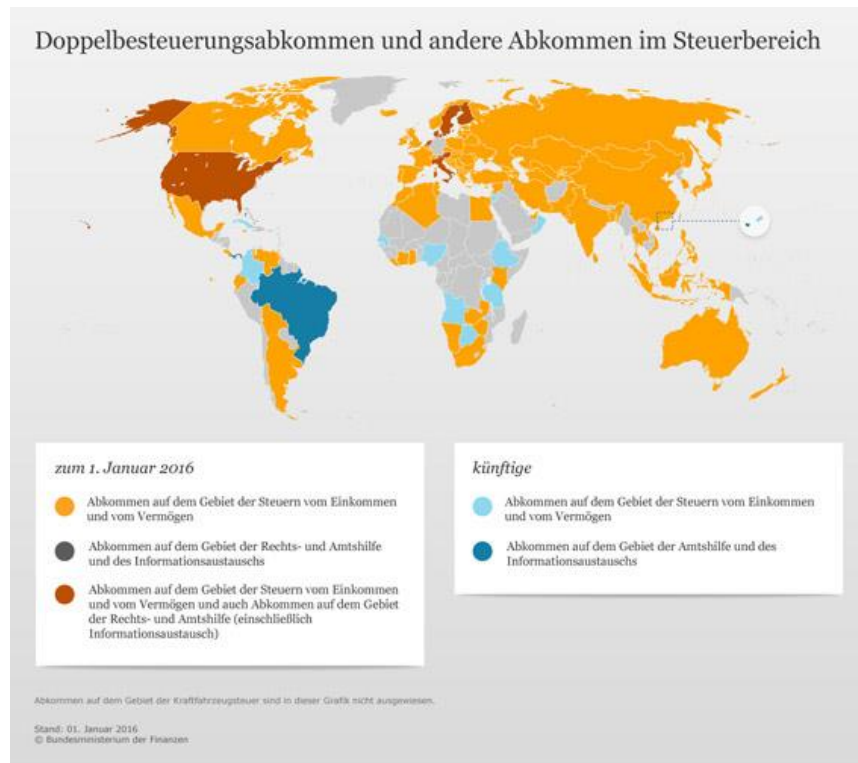 Doppelbesteuerungsabkommen und andere Abkommen im Steuerbereich
zum 1. Januar 2016
Abkommen auf dem Gebiet der Steuern vom Einkommen
und vom Vermögen
Abkommen auf dem Gebiet der Rechts- und Amtshilfe
und des Informationsaustauschs
Abkommen auf dem Gebiet der Steuern vom Einkommen
und vom Vermögen und auch Abkommen auf dem Gebiet
der Rechts- und Amtshilfe (einschließlich
Informationsaustausch)
künftige
Abkommen auf dem Gebiet der Steuern vom Einkommen
und vom Vermögen
Abkommen auf dem Gebiet der Amtshilfe und des
Informationsaustauschs
Abkommen auf dem Gebiet der Kraftfahrzeugsteuer sind in dieser Grafik nicht ausgewiesen.
Stand: 01. Januar 2016
© Bundesministerium der Finanzen